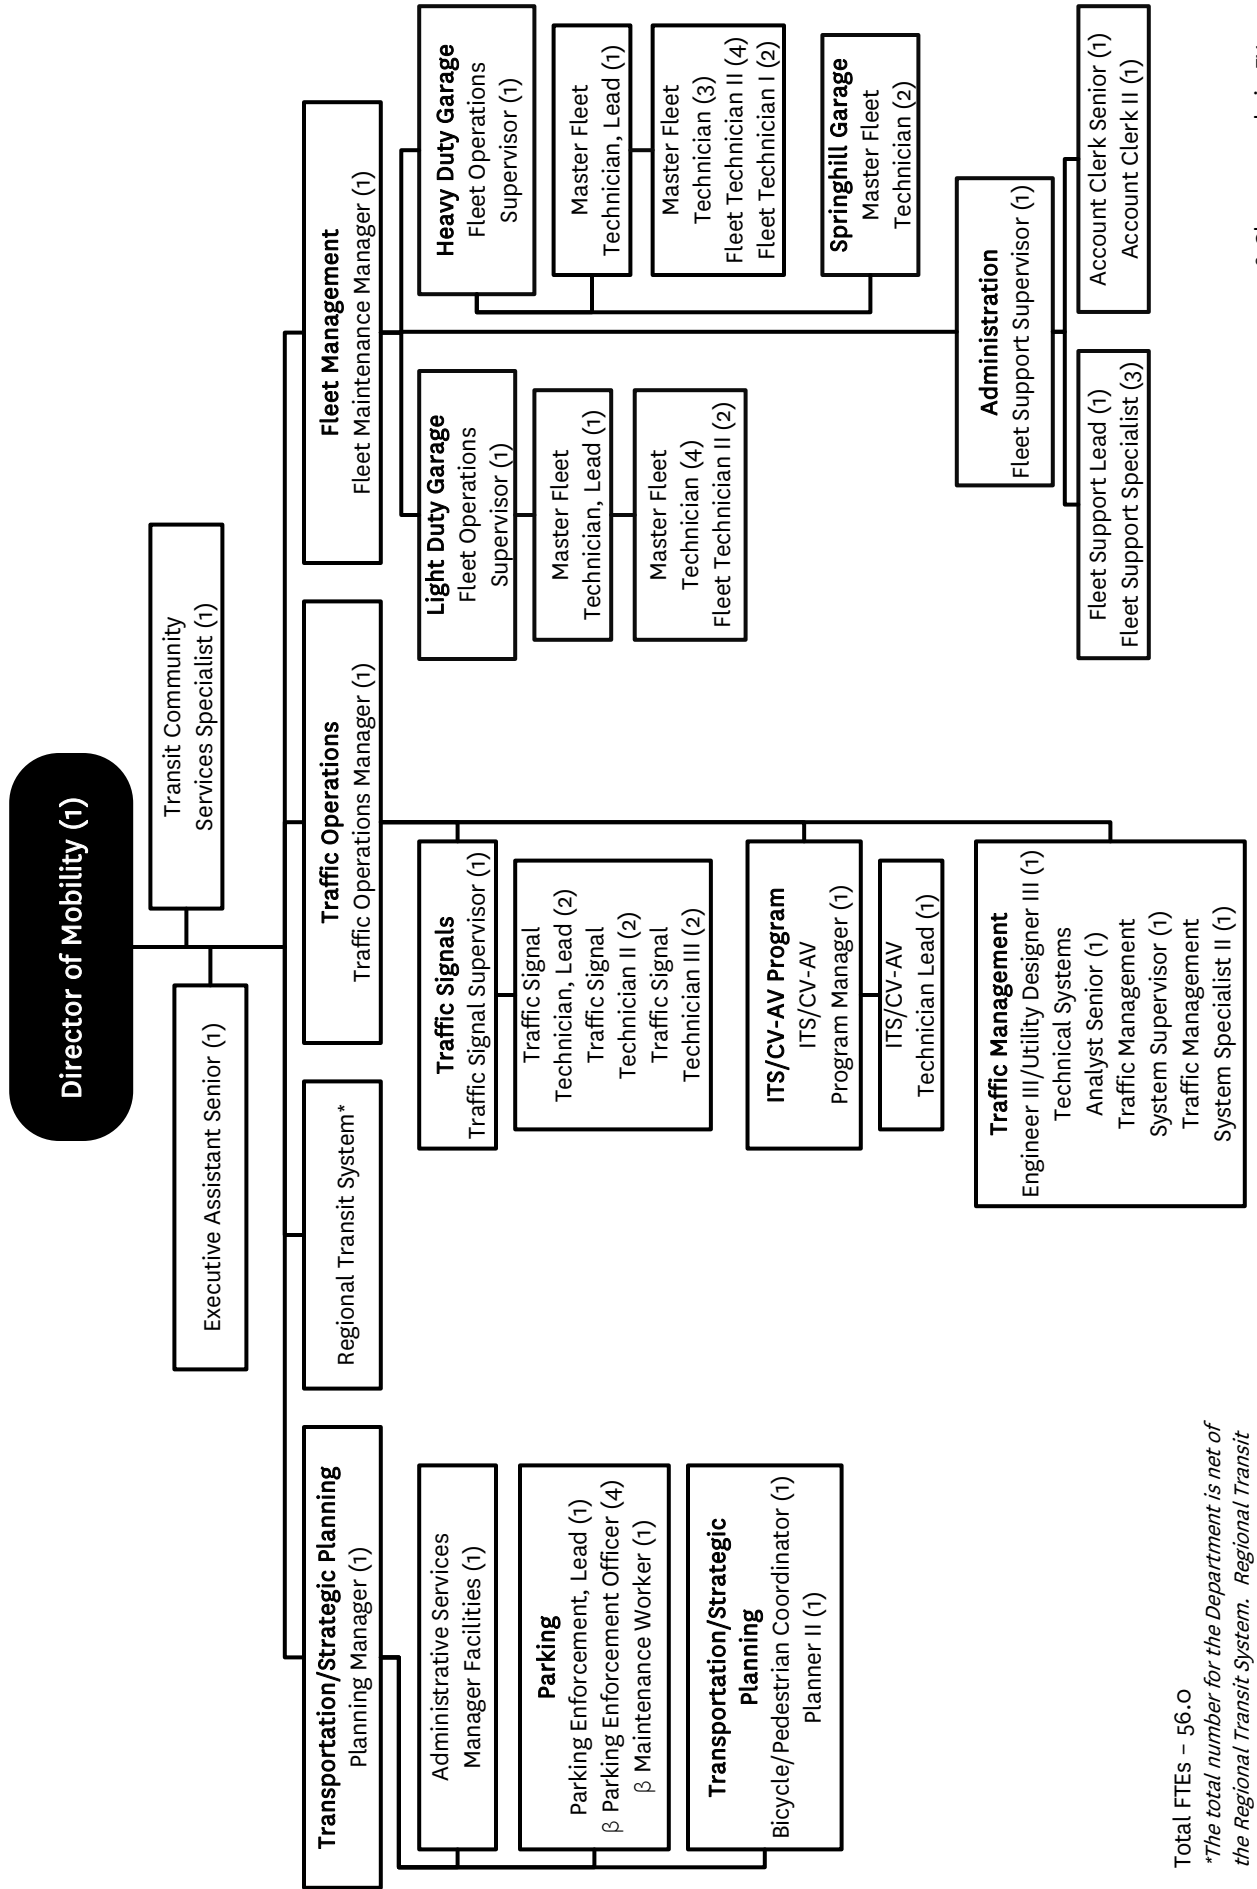 Director of Mobility (1)
Executive Assistant Senior (1)
Transit Community
Services Specialist (1)
Transportation/Strategic Planning
Planning Manager (1)
Administrative Services
Manager Facilities (1)
Parking
Parking Enforcement, Lead (1)
β Parking Enforcement Officer (4)
β Maintenance Worker (1)
Transportation/Strategic
Planning
Bicycle/Pedestrian Coordinator (1)
Planner II (1)
Regional Transit System*
Traffic Operations
Traffic Operations Manager (1)
Traffic Signals
Traffic Signal Supervisor (1)
Traffic Signal
Technician, Lead (2)
Traffic Signal
Technician II (2)
Traffic Signal
Technician III (2)
ITS/CV-AV Program
ITS/CV-AV
Program Manager (1)
ITS/CV-AV
Technician Lead (1)
Traffic Management
Engineer III/Utility Designer III (1)
Technical Systems
Analyst Senior (1)
Traffic Management
System Supervisor (1)
Traffic Management
System Specialist II (1)
Fleet Management
Fleet Maintenance Manager (1)
Light Duty Garage
Fleet Operations
Supervisor (1)
Master Fleet
Technician, Lead (1)
Master Fleet
Technician (4)
Fleet Technician II (2)
Heavy Duty Garage
Fleet Operations
Supervisor (1)
Master Fleet
Technician, Lead (1)
Master Fleet
Technician (3)
Fleet Technician II (4)
Fleet Technician I (2)
Springhill Garage
Master Fleet
Technician (2)
Administration
Fleet Support Supervisor (1)
Fleet Support Lead (1)
Fleet Support Specialist (3)
Account Clerk Senior (1)
Account Clerk II (1)
Total FTEs – 56.0
*The total number for the Department is net of
the Regional Transit System. Regional Transit